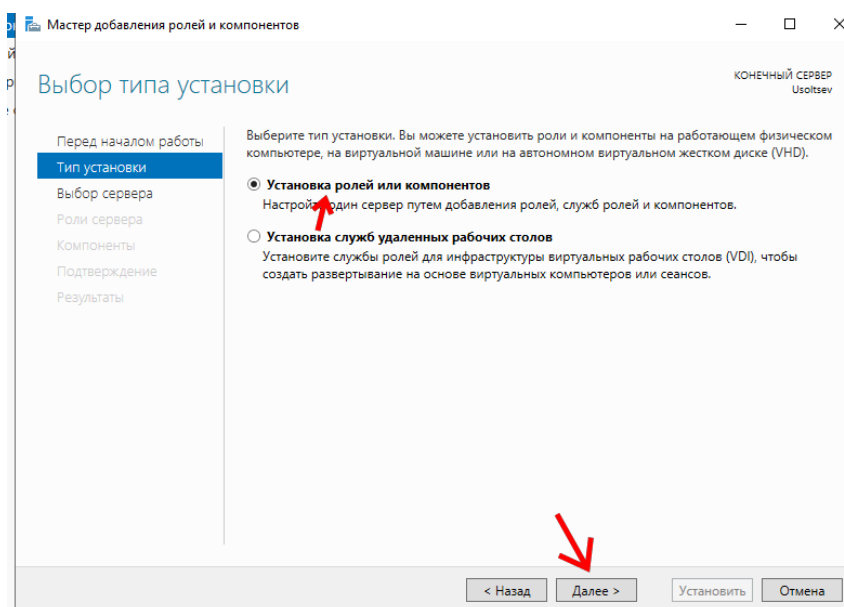 Мастер добавления ролей и компонентов
Выбор типа установки
КОНЕЧНЫЙ СЕРВЕР
Usoltsev
Перед началом работы
Тип установки
Выбор сервера
Роли сервера
Компоненты
Подтверждение
Результаты
Выберите тип установки. Вы можете установить роли и компоненты на работающем физическом
компьютере, на виртуальной машине или на автономном виртуальном жестком диске (VHD).
Установка ролей или компонентов
Настройте один сервер путем добавления ролей, служб ролей и компонентов.
Установка служб удаленных рабочих столов
Установите службы ролей для инфраструктуры виртуальных рабочих столов (VDI), чтобы
создать развертывание на основе виртуальных компьютеров или сеансов.
< Назад
Далее >
Установить
Отмена